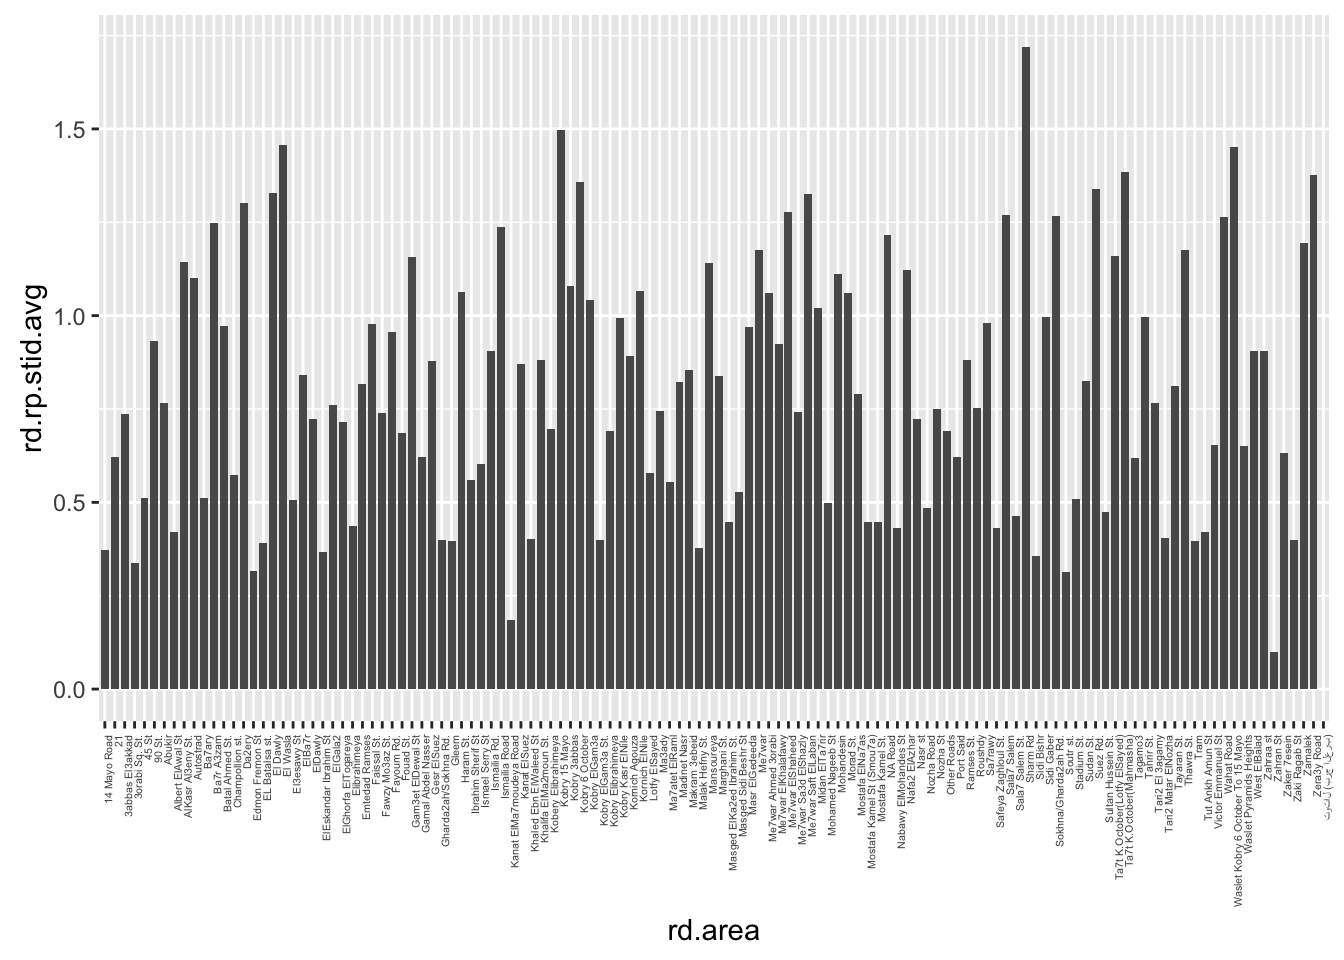 rd.rp.stid.avg
1.5
1.0
0.5
0.0
14 Mayo Road
21
3abbas El3akkad
3orabi Sq. St.
45 St
90 St.
Aboukir
Albert ElAwal St
AlKasr Al3eny St.
Autostrad
Ba7ary
Ba7r A3zam
Batal Ahmed St.
Champolion st.
Da2ery
Edmon Fremon St
EL Batalsa st.
El Tar3awy
El Wasla
El3esawy St
ElBa7r
ElDawly
ElEskandar Ibrahim St
ElGala2
ElGhorfa ElTogareya
Elibrahimeya
Emtedad Ramses
Fassal St.
Fawzy Mo3az St
Fayoum Rd.
Foaed St.
Gam3et ElDewal St
Gamal Abdel Nasser
Gesr ElSuez
Gharda2ah/Sokhna Rd.
Gleem
Haram St.
Ibrahim Sherif St
Ismael Serry St
Ismailia Rd.
Ismailia Road
Kanat ElMa7moudeya Road
Kanat ElSuez
Khaled Ebn ElWaleed St
Khalifa ElMa2moun St.
Kobery Elibrahimeya
Kobry 15 Mayo
Kobry 3abbas
Kobry 6 October
Kobry ElGam3a
Kobry ElGam3a St.
Kobry Elibrahimeya
Kobry Kasr ElNile
Kornich Agouza
Kornich ElNile
Lotfy ElSayed
Ma3ady
Ma7atet ElRaml
Madinet Nasr
Makram 3ebeid
Malak Hefny St.
Mansoureya
Marghani St.
Masged ElKa2ed Ibrahim St.
Masged Sidi Beshr St
Masr ElGedeeda
Me7war
Me7war Ahmed 3orabi
Me7war ElKhalafawy
Me7war ElShaheed
Me7war Sa3d ElShazly
Me7war Saft Ellaban
Midan ElTa7rir
Mohamed Nageeb St
Mohandesin
Morad St.
Mostafa ElNa7as
Mostafa Kamel St ( Smou7a)
Mostafa Kamel St.
NA Road
Nabawy ElMohandes St
Nafa2 ElAzhar
Nasr st
Nozha Road
Nozha St
Other Roads
Port Said
Ramses St.
Roushdy
Sa7rawy
Safeya Zaghloul St.
Sala7 Salem
Sala7 Salem St.
Sharm Rd
Sidi Bishr
Sidi Gaber
Sokhna/Gharda2ah Rd.
Soutr st.
Stadium St.
Sudan St.
Suez Rd.
Sultan Hussein St.
Ta7t K.October(Lotfy ElSayed)
Ta7t K.October(Mahmasha)
Tagamo3
Tahrir St.
Tari2 El 3agamy
Tari2 Matar ElNozha
Tayaran St.
Thawra St.
Tram
Tut Ankh Amun St
Victor Emmanuel St
Wahat Road
Waslet Kobry 6 October To 15 Mayo
Waslet Pyramids Heights
West ElBalad
Zahraa st
Zahran St
Zake 7esein
Zaki Ragab St
Zamalek
Zera3y Road
rd.area